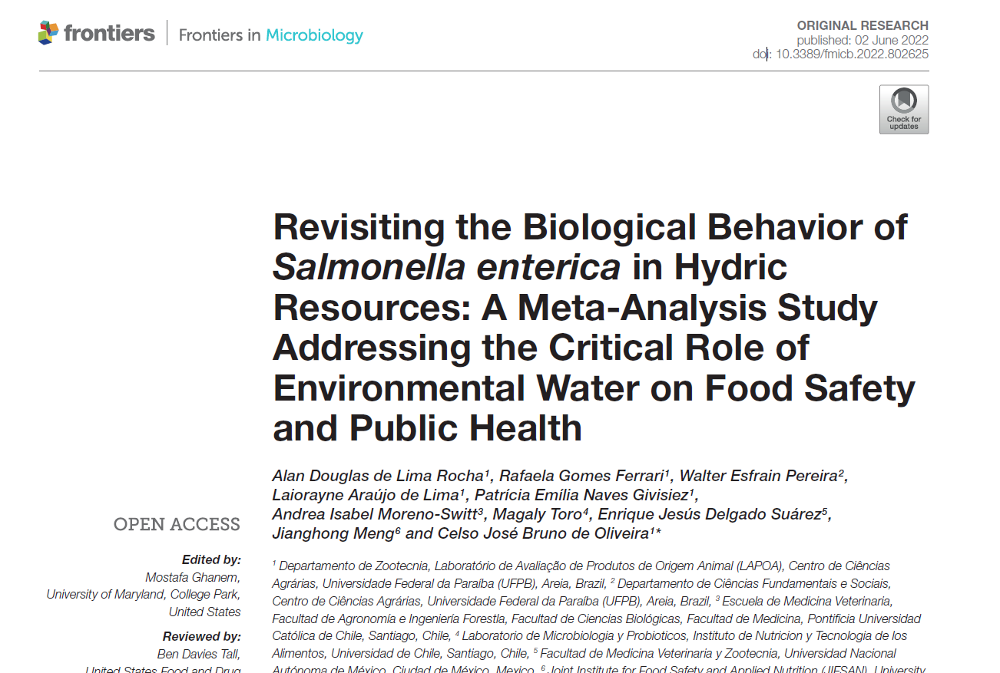 frontiers | Frontiers in Microbiology
ORIGINAL RESEARCH
published: 02 June 2022
doi: 10.3389/fmicb.2022.802625
Check for
updates
Revisiting the Biological Behavior of
Salmonella enterica in Hydric
Resources: A Meta-Analysis Study
Addressing the Critical Role of
Environmental Water on Food Safety
and Public Health
Alan Douglas de Lima Rocha¹, Rafaela Gomes Ferrari¹, Walter Esfrain Pereira²,
Laiorayne Araújo de Lima¹, Patrícia Emília Naves Givisiez¹,
Andrea Isabel Moreno-Switt³, Magaly Toro⁴, Enrique Jesús Delgado Suárez⁵,
Jianghong Meng⁶ and Celso José Bruno de Oliveira¹*
¹ Departamento de Zootecnia, Laboratório de Avaliação de Produtos de Origem Animal (LAPOA), Centro de Ciências
Agrárias, Universidade Federal da Paraíba (UFPB), Areia, Brazil, ² Departamento de Ciências Fundamentais e Sociais,
Centro de Ciências Agrárias, Universidade Federal da Paraíba (UFPB), Areia, Brazil, ³ Escuela de Medicina Veterinaria,
Facultad de Agronomía e Ingeniería Forestla, Facultad de Ciencias Biológicas, Facultad de Medicina, Pontificia Universidad
Católica de Chile, Santiago, Chile, ⁴ Laboratorio de Microbiologia y Probioticos, Instituto de Nutricion y Tecnologia de los
Alimentos, Universidad de Chile, Santiago, Chile, ⁵ Facultad de Medicina Veterinaria y Zootecnia, Universidad Nacional
Autónoma de México, Ciudad de México, Mexico, ⁶ Joint Institute for Food Safety and Applied Nutrition (JIFSAN), University
OPEN ACCESS
Edited by:
Mostafa Ghanem,
University of Maryland, College Park,
United States
Reviewed by:
Ben Davies Tall,
United States Food and Drug